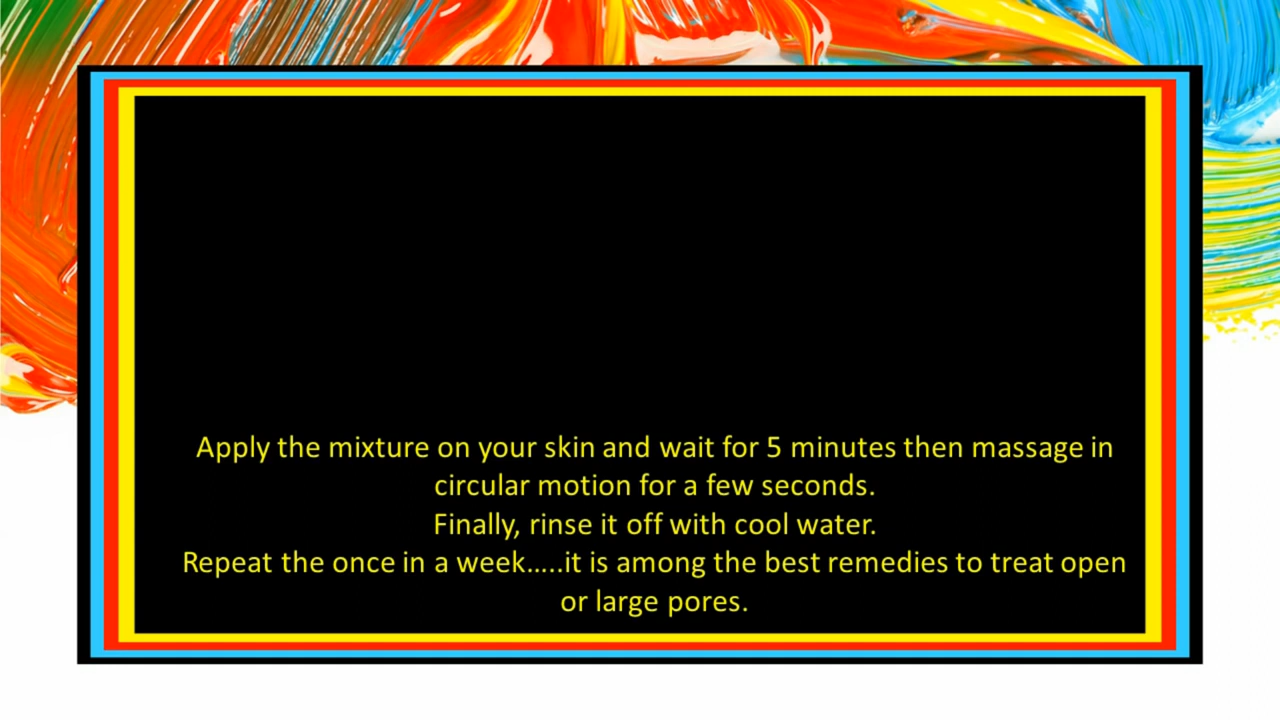 Apply the mixture on your skin and wait for 5 minutes then massage in
circular motion for a few seconds.
Finally, rinse it off with cool water.
Repeat the once in a week…..it is among the best remedies to treat open
or large pores.